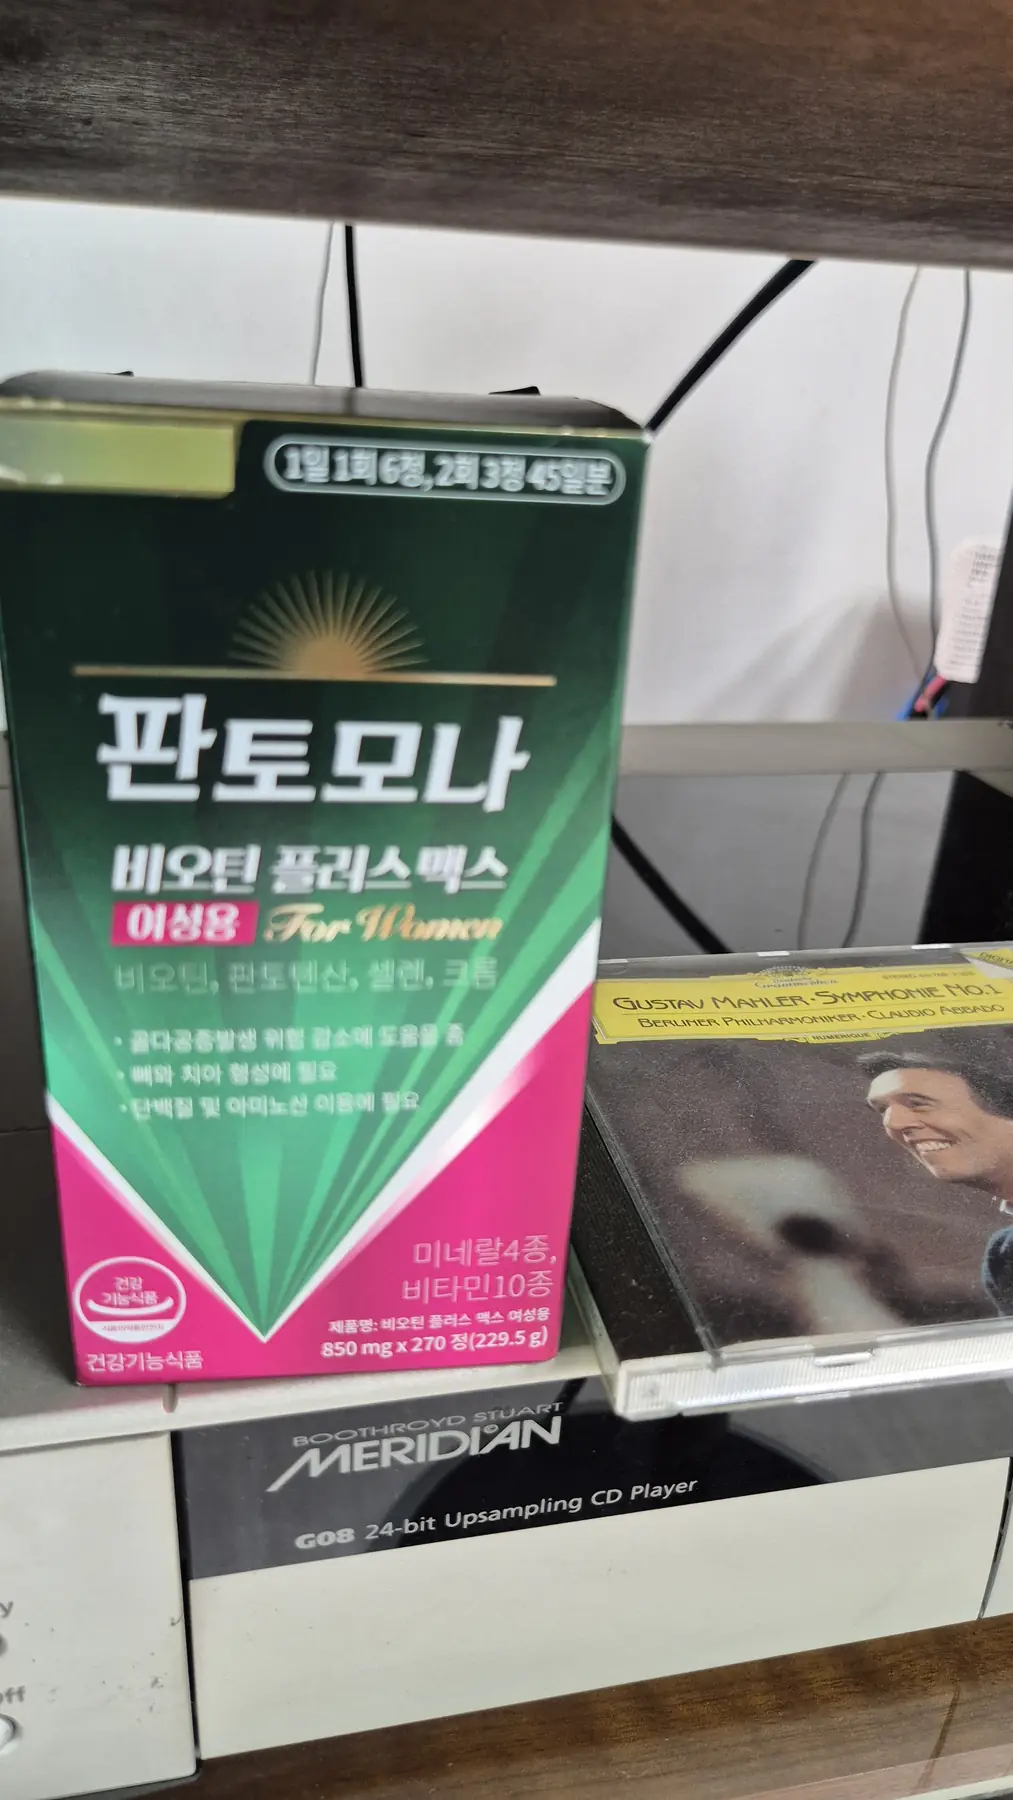 1일 1회 6정, 2회 3정 45일분
판토모나
비오틴 플러스 맥스
여성용 For Women
비오틴, 판토텐산, 셀렌, 크롬
· 골다공증발생 위험 감소에 도움을 줌
· 뼈와 치아 형성에 필요
· 단백질 및 아미노산 이용에 필요
미네랄4종,
비타민10종
제품명: 비오틴 플러스 맥스 여성용
850 mg x 270 정(229.5 g)
건강
기능식품
건강기능식품
Gustav Mahler · Symphonie No.1
Berliner Philharmoniker · Claudio Abbado
NUMERIQUE
BOOTHROYD STUART
MERIDIAN
G08 24-bit Upsampling CD Player